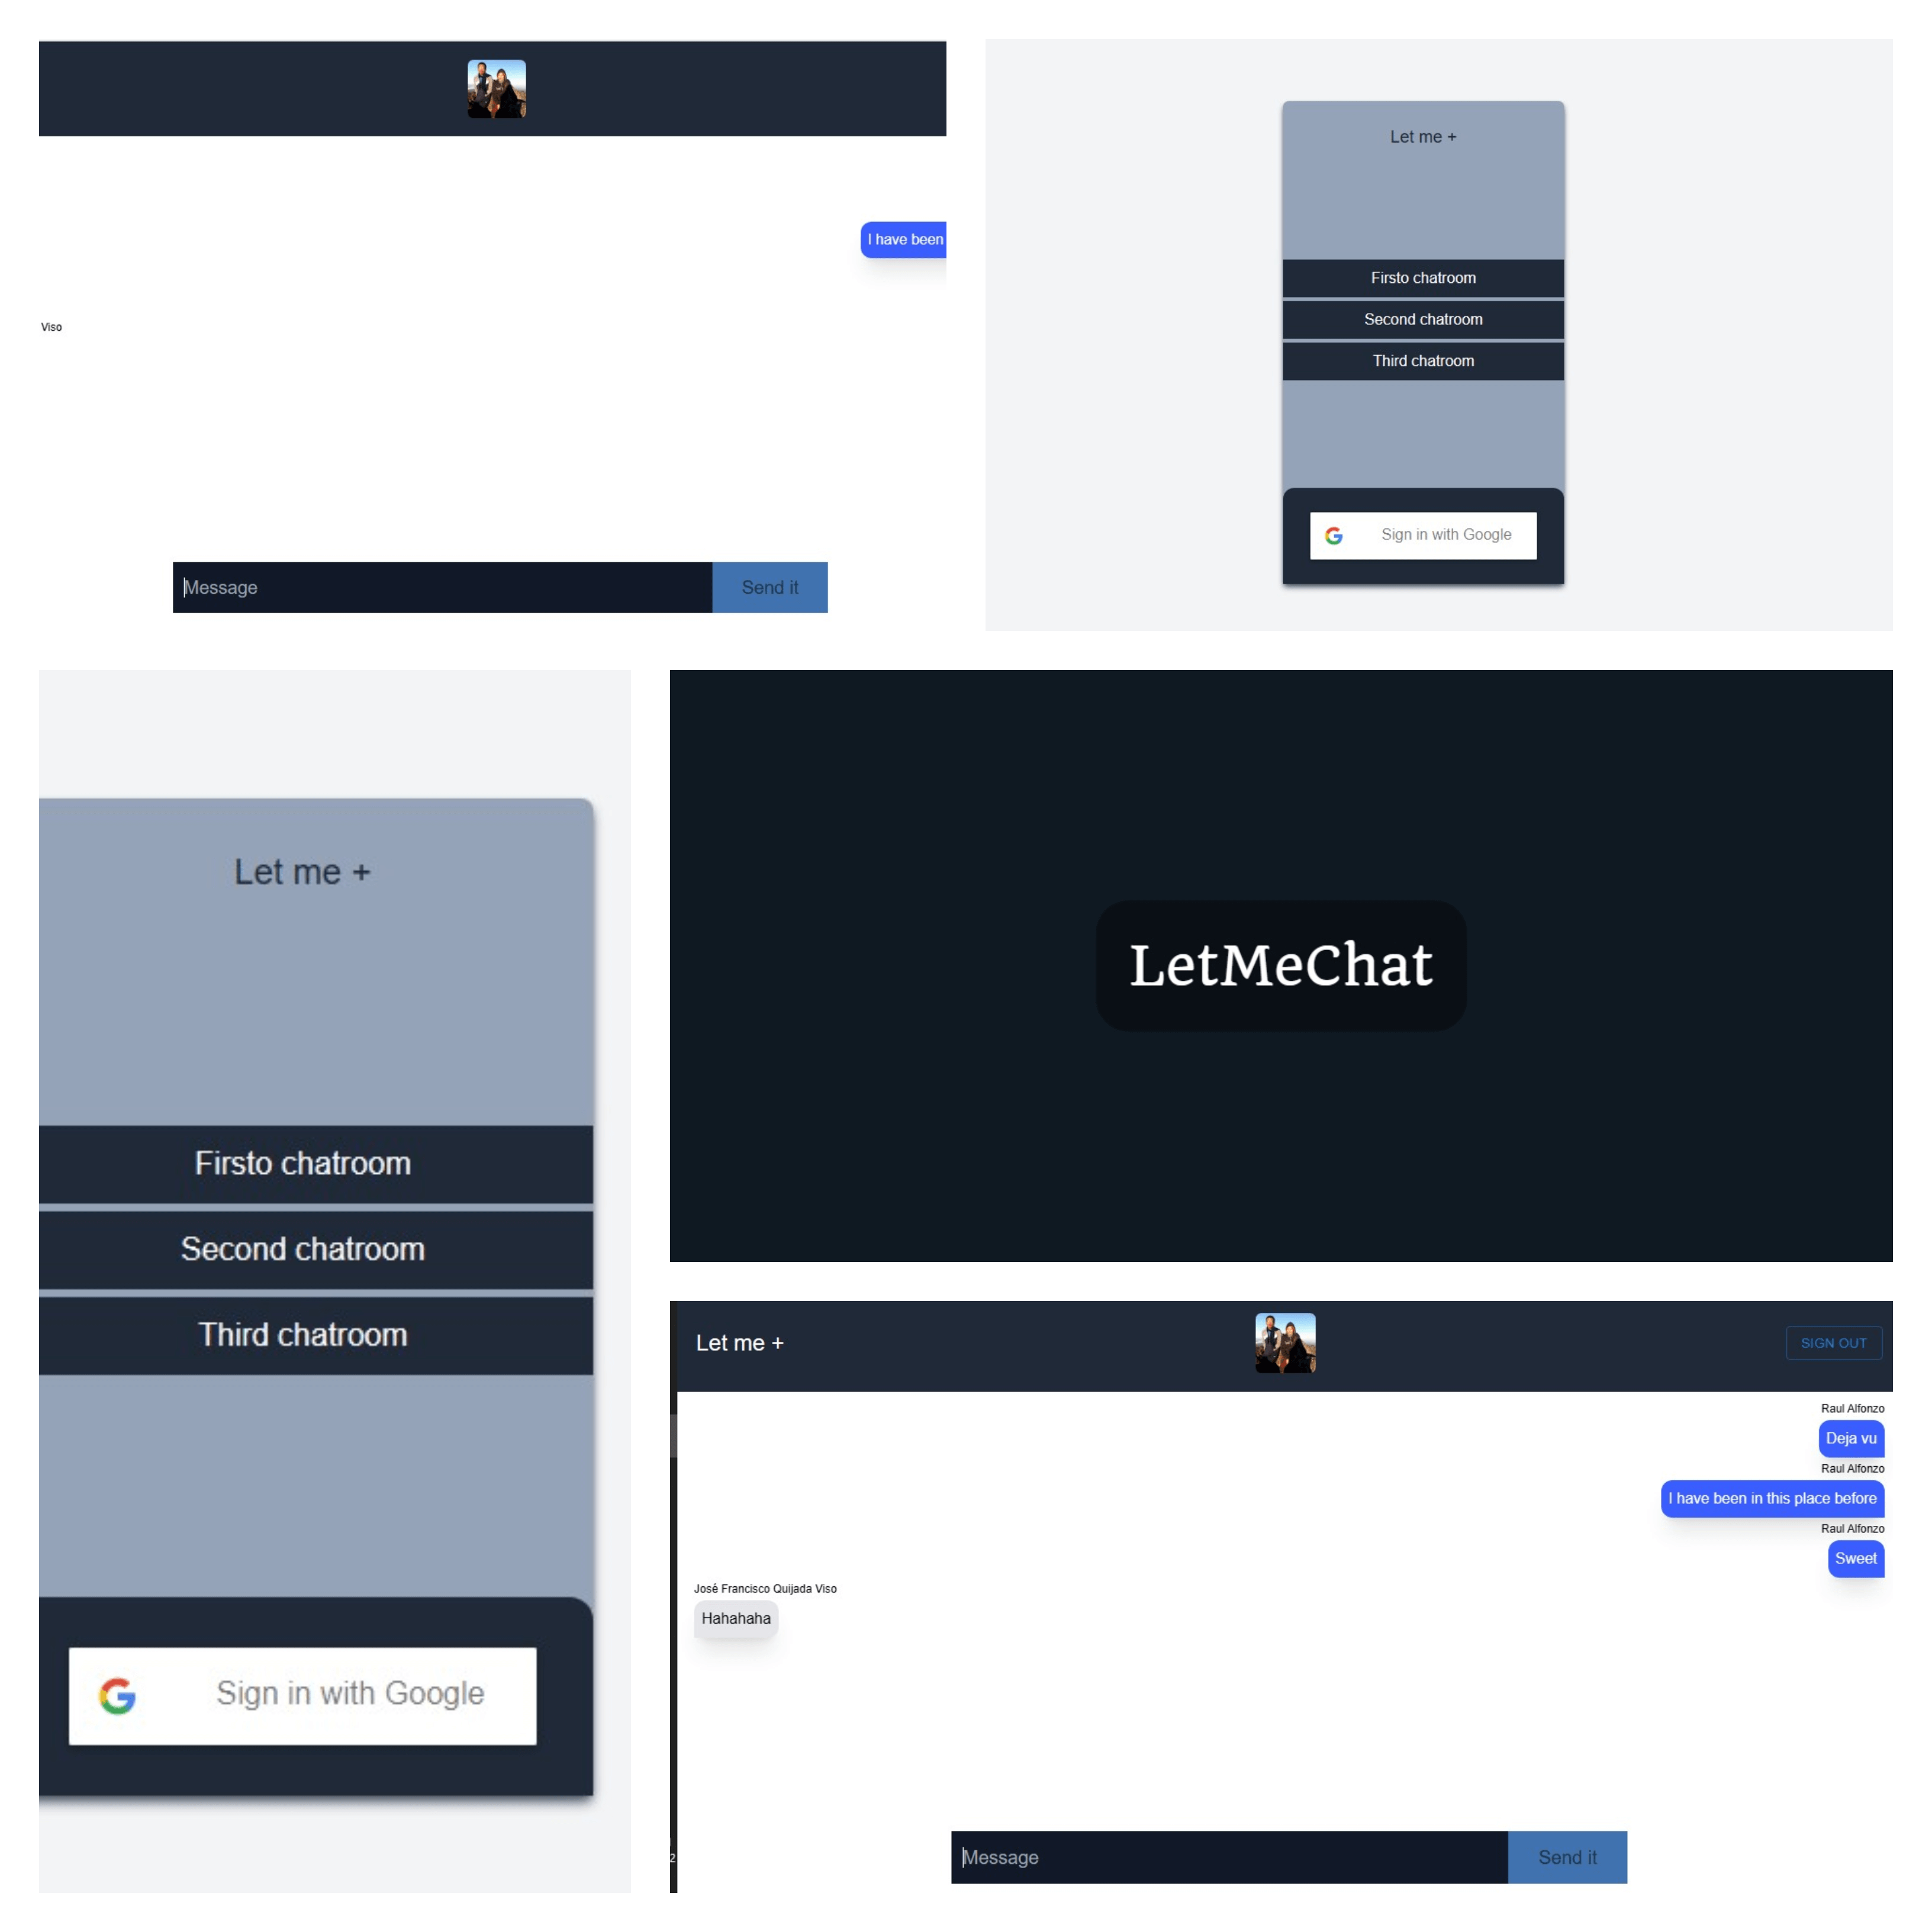 I have been
Viso
Message
Send it
Let me +
Firsto chatroom
Second chatroom
Third chatroom
Sign in with Google
Let me +
Firsto chatroom
Second chatroom
Third chatroom
Sign in with Google
LetMeChat
Let me +
SIGN OUT
Raul Alfonzo
Deja vu
Raul Alfonzo
I have been in this place before
Raul Alfonzo
Sweet
José Francisco Quijada Viso
Hahahaha
2
Message
Send it